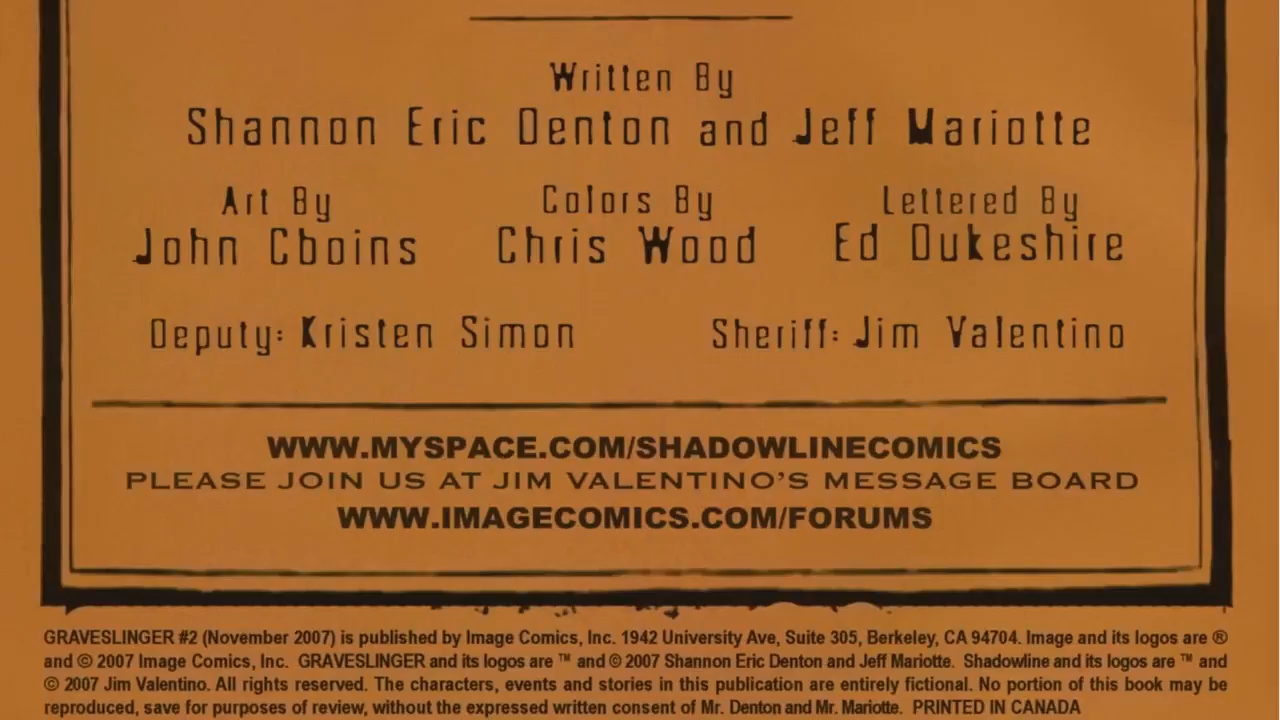 Written By
Shannon Eric Denton and Jeff Mariotte
Art By Colors By Lettered By
John Cboins Chris Wood Ed Dukeshire
Deputy: Kristen Simon Sheriff: Jim Valentino
WWW.MYSPACE.COM/SHADOWLINECOMICS
PLEASE JOIN US AT JIM VALENTINO'S MESSAGE BOARD
WWW.IMAGECOMICS.COM/FORUMS
GRAVESLINGER #2 (November 2007) is published by Image Comics, Inc. 1942 University Ave, Suite 305, Berkeley, CA 94704. Image and its logos are ®
and © 2007 Image Comics, Inc. GRAVESLINGER and its logos are ™ and © 2007 Shannon Eric Denton and Jeff Mariotte. Shadowline and its logos are ™ and
© 2007 Jim Valentino. All rights reserved. The characters, events and stories in this publication are entirely fictional. No portion of this book may be
reproduced, save for purposes of review, without the expressed written consent of Mr. Denton and Mr. Mariotte. PRINTED IN CANADA